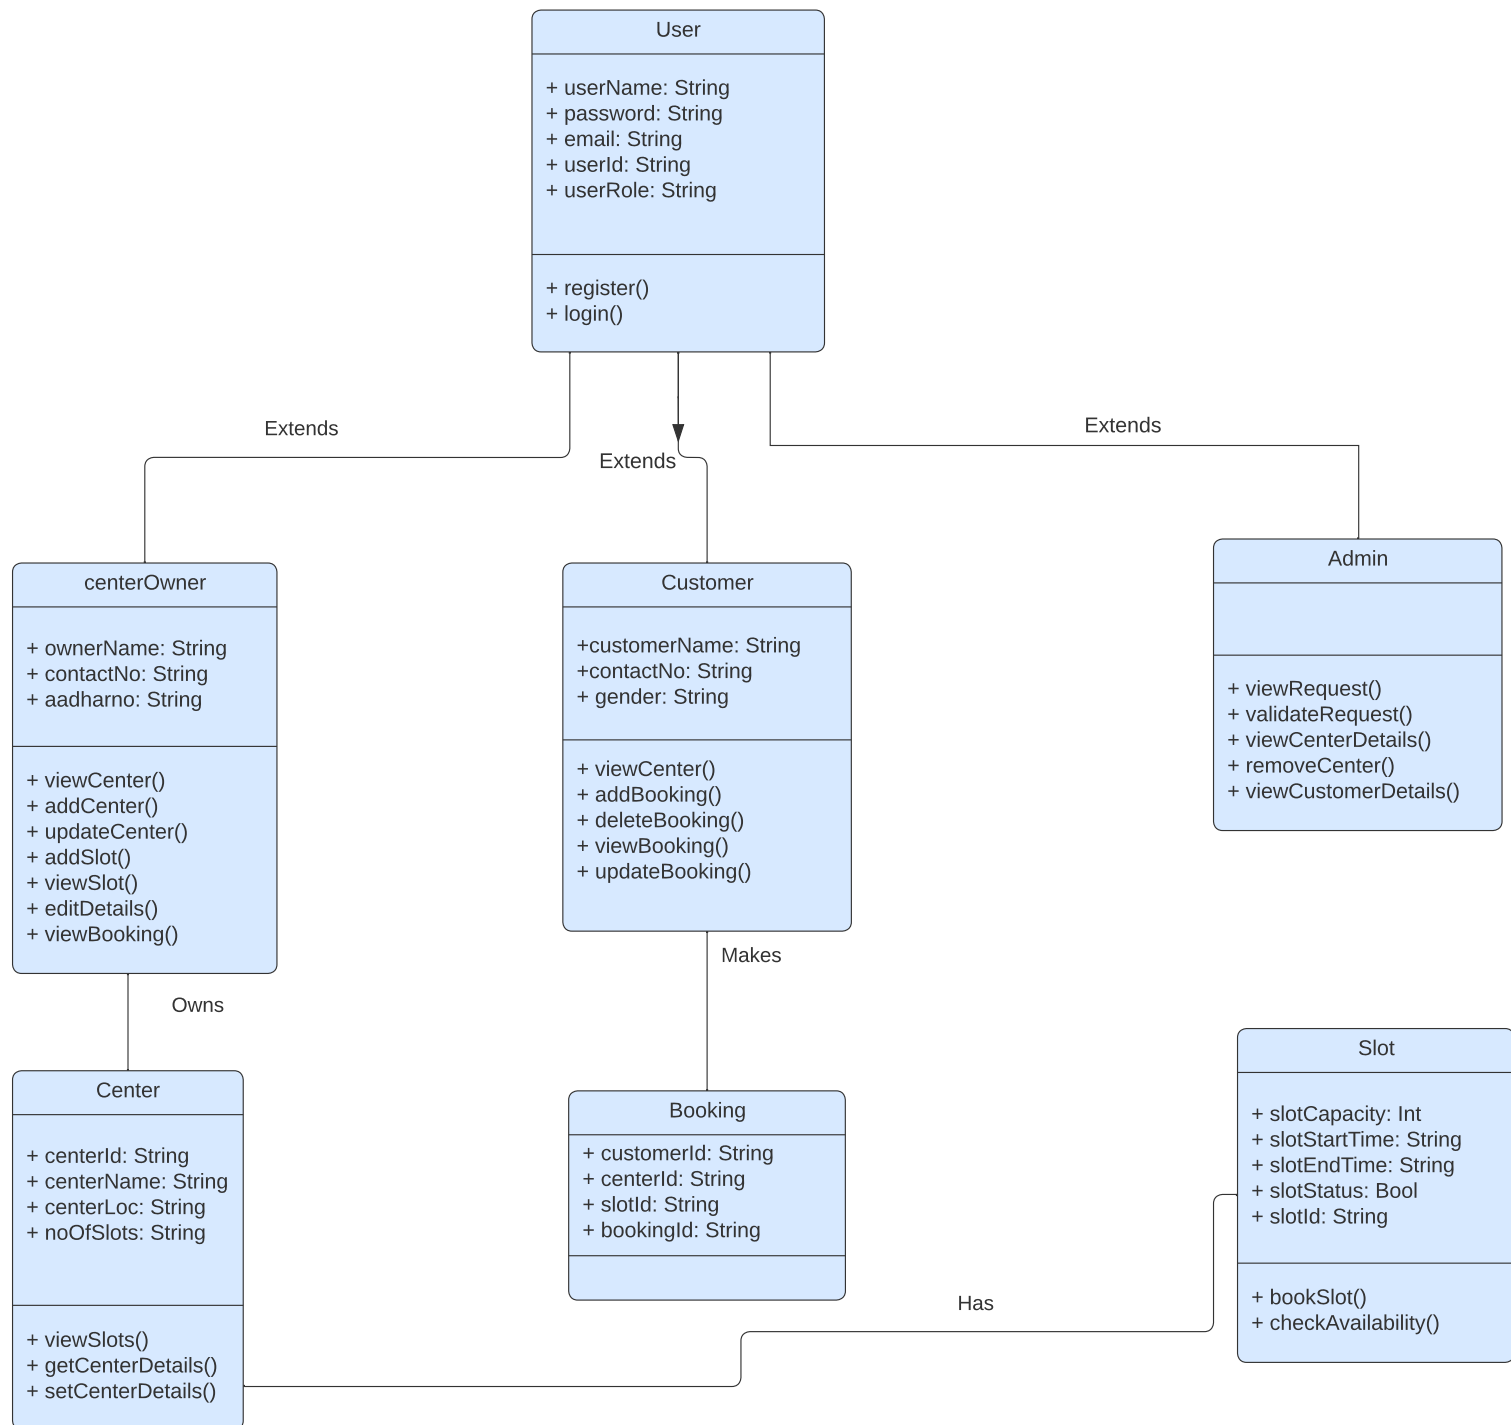 User
+ userName: String
+ password: String
+ email: String
+ userId: String
+ userRole: String
+ register()
+ login()
Extends
Extends
Extends
centerOwner
+ ownerName: String
+ contactNo: String
+ aadharno: String
+ viewCenter()
+ addCenter()
+ updateCenter()
+ addSlot()
+ viewSlot()
+ editDetails()
+ viewBooking()
Customer
+customerName: String
+contactNo: String
+ gender: String
+ viewCenter()
+ addBooking()
+ deleteBooking()
+ viewBooking()
+ updateBooking()
Admin
+ viewRequest()
+ validateRequest()
+ viewCenterDetails()
+ removeCenter()
+ viewCustomerDetails()
Owns
Makes
Center
+ centerId: String
+ centerName: String
+ centerLoc: String
+ noOfSlots: String
+ viewSlots()
+ getCenterDetails()
+ setCenterDetails()
Booking
+ customerId: String
+ centerId: String
+ slotId: String
+ bookingId: String
Has
Slot
+ slotCapacity: Int
+ slotStartTime: String
+ slotEndTime: String
+ slotStatus: Bool
+ slotId: String
+ bookSlot()
+ checkAvailability()